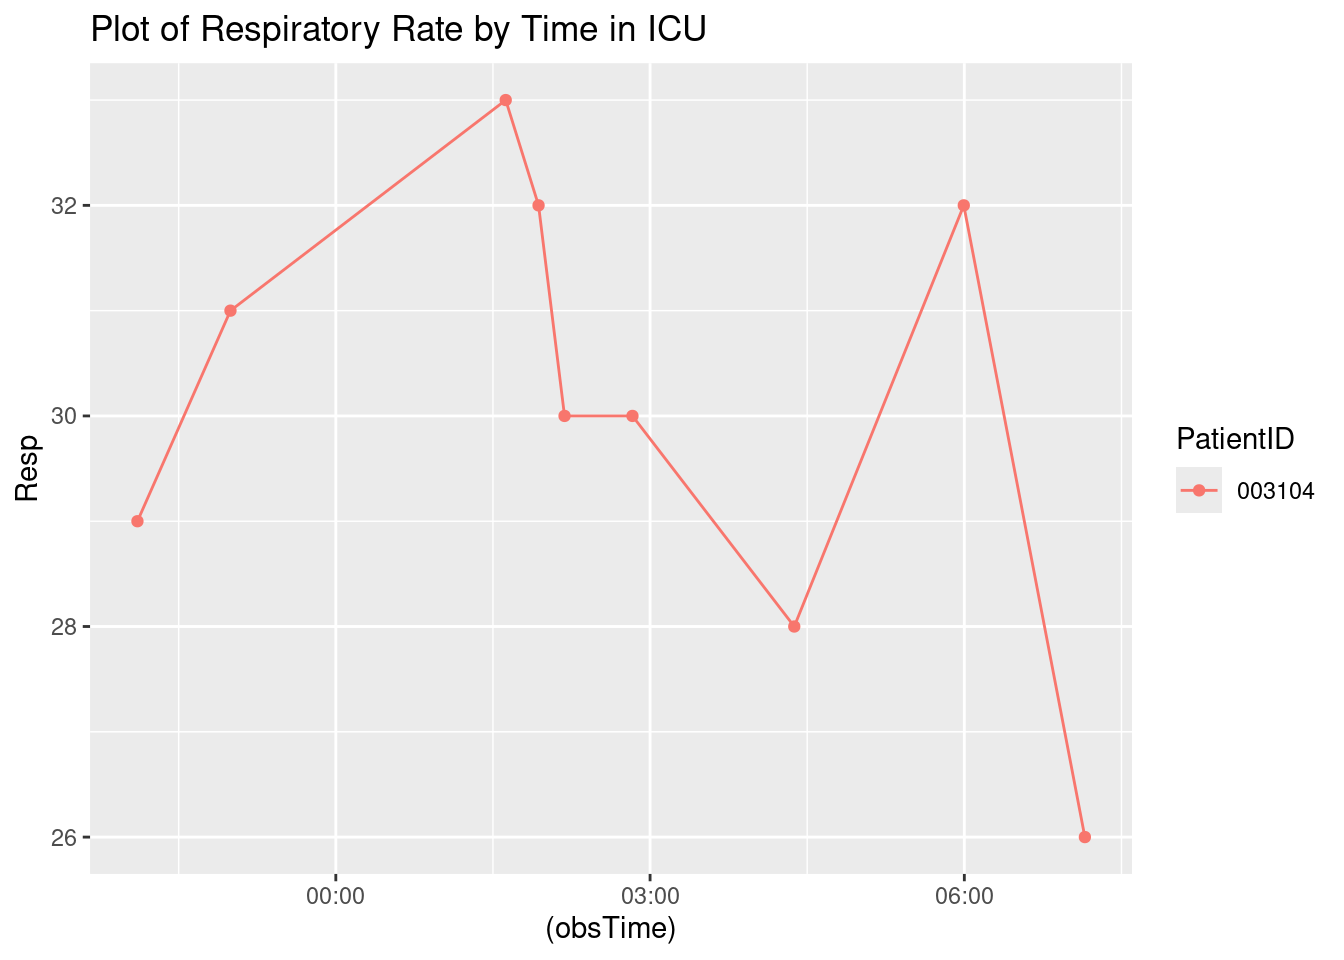 Plot of Respiratory Rate by Time in ICU
Resp
32
30
28
26
00:00 03:00 06:00
(obsTime)
PatientID
003104